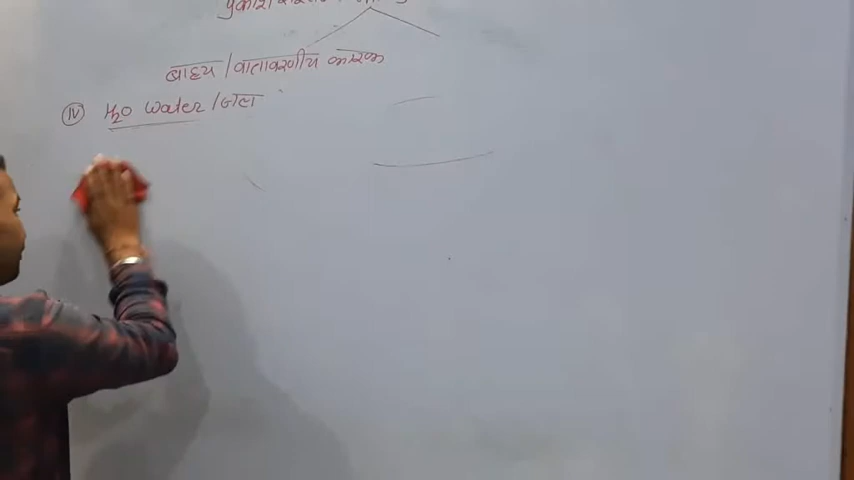 बाह्य / वातावरणीय कारक
(IV) H2O Water / जल